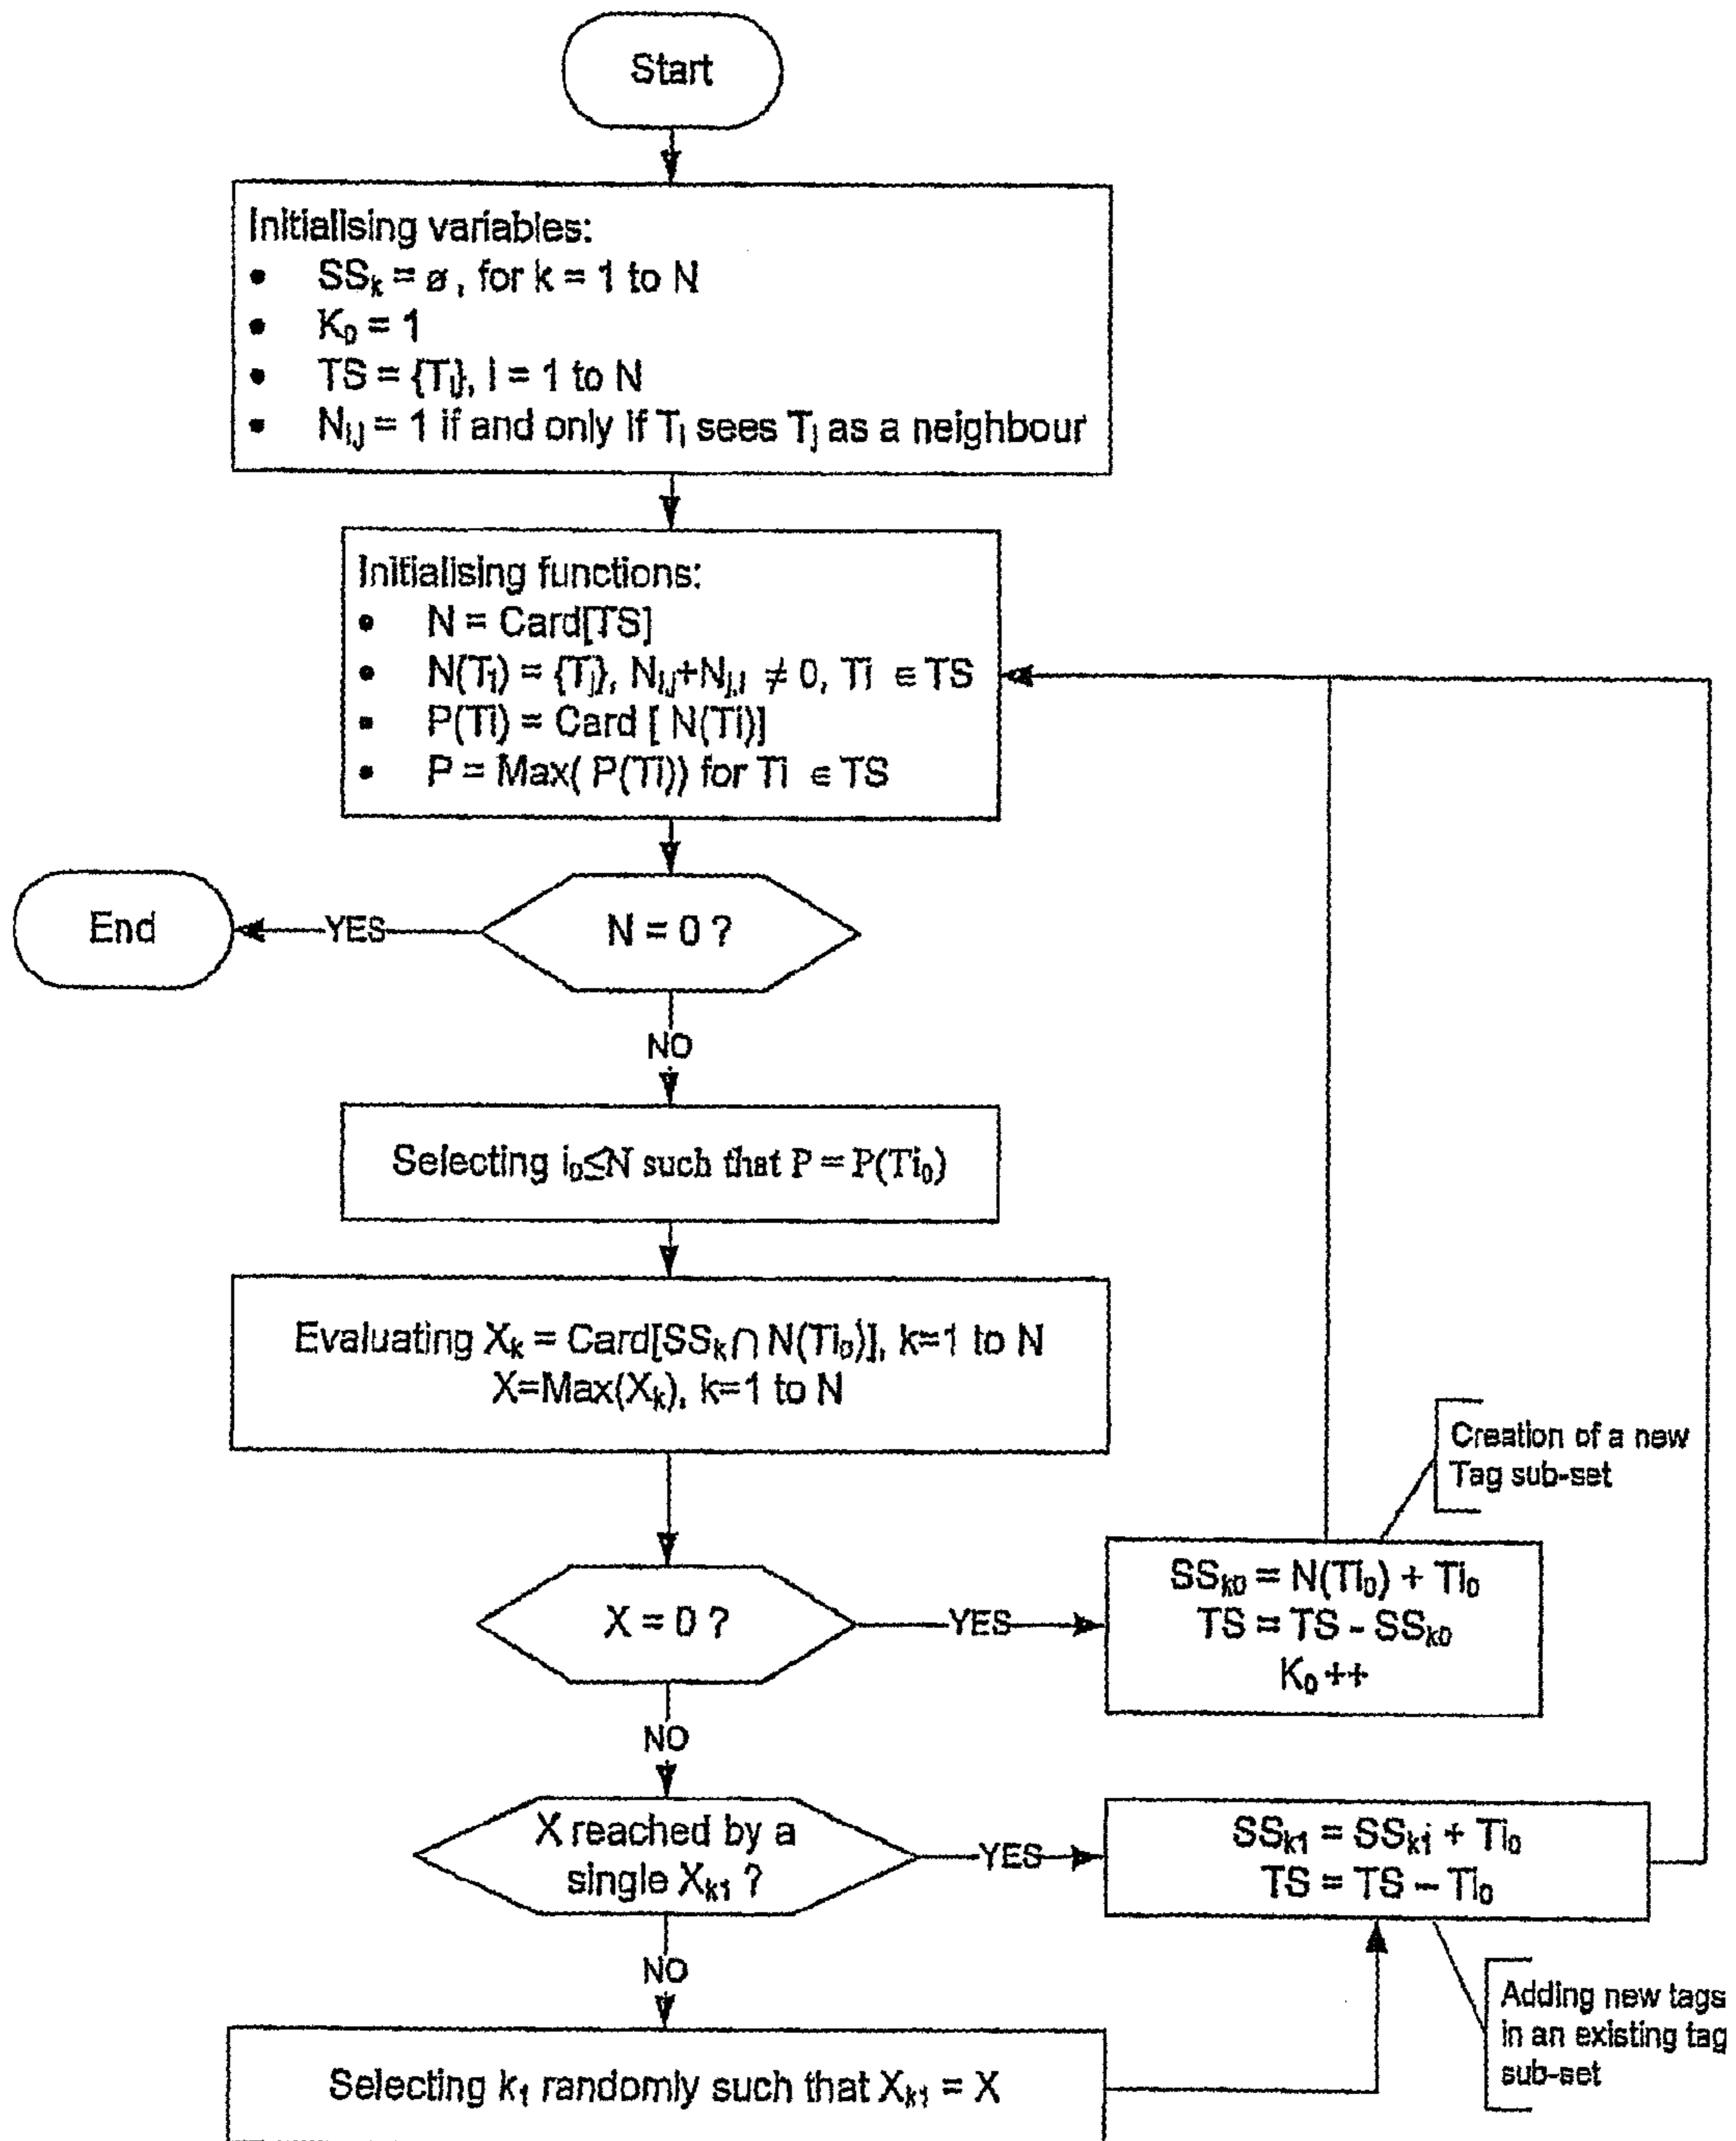 Start
Initialising variables:
• SSₖ = ø, for k = 1 to N
• K₀ = 1
• TS = {Tᵢ}, i = 1 to N
• Nᵢ,ⱼ = 1 if and only if Tᵢ sees Tⱼ as a neighbour
Initialising functions:
• N = Card[TS]
• N(Tᵢ) = {Tⱼ}, Nᵢ,ⱼ+Nⱼ,ᵢ ≠ 0, Ti ∈ TS
• P(Ti) = Card [ N(Ti)]
• P = Max( P(Ti)) for Ti ∈ TS
N = 0 ?
YES
End
NO
Selecting i₀≤N such that P = P(Ti₀)
Evaluating Xₖ = Card[SSₖ∩ N(Ti₀)], k=1 to N
X=Max(Xₖ), k=1 to N
Creation of a new
Tag sub-set
X = 0 ?
YES
SSₖ₀ = N(Ti₀) + Ti₀
TS = TS - SSₖ₀
K₀ ++
NO
X reached by a
single Xₖ₁ ?
YES
SSₖ₁ = SSₖ₁ + Ti₀
TS = TS – Ti₀
NO
Adding new tags
in an existing tag
sub-set
Selecting k₁ randomly such that Xₖ₁ = X